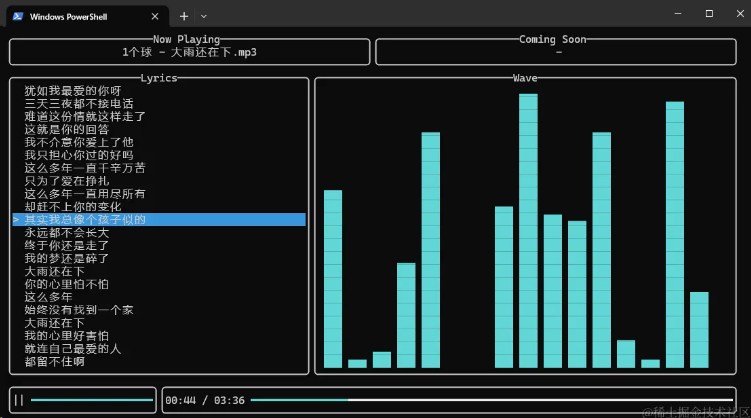 Windows PowerShell
Now Playing
1个球 - 大雨还在下.mp3
Coming Soon
-
Lyrics
犹如我最爱的你呀
三天三夜都不接电话
难道这份情就这样走了
这就是你的回答
我不介意你爱上了他
我只担心你过的好吗
这么多年一直千辛万苦
只为了爱在挣扎
这么多年一直用尽所有
却赶不上你的变化
> 其实我总像个孩子似的
永远都不会长大
终于你还是走了
我的梦还是碎了
大雨还在下
你的心里怕不怕
这么多年
始终没有找到一个家
大雨还在下
我的心里好害怕
就连自己最爱的人
都留不住啊
Wave
||
00:44 / 03:36
@稀土掘金技术社区